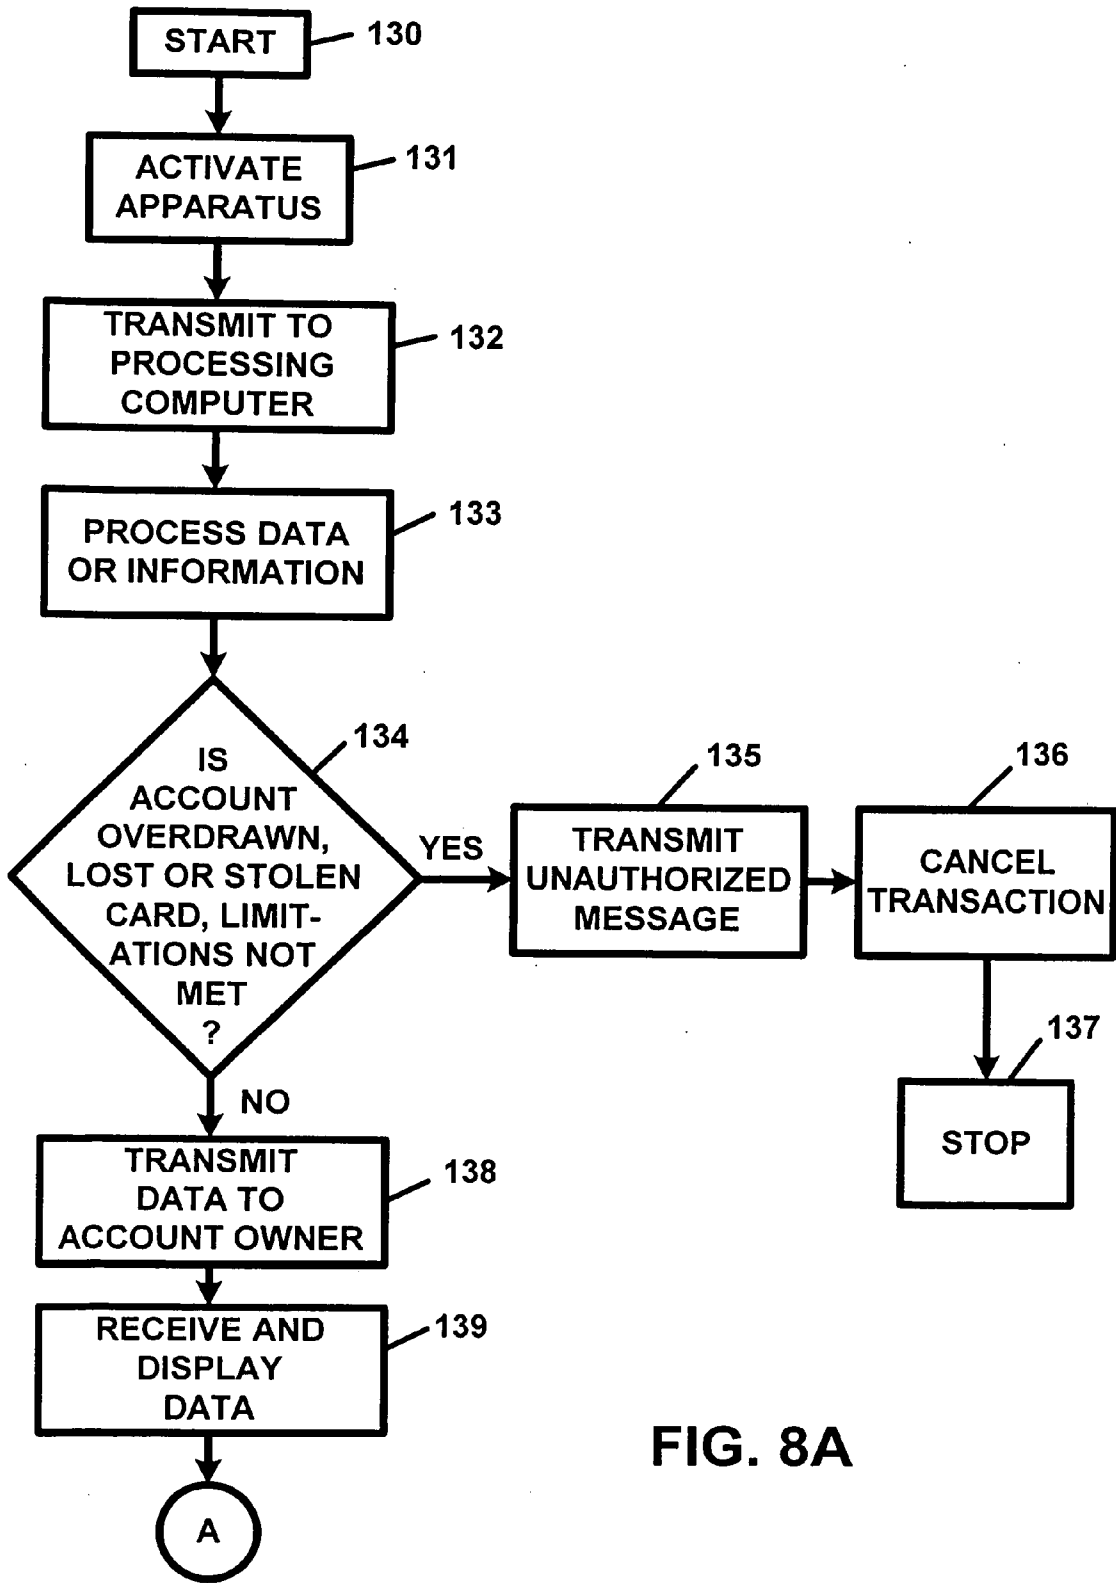 START
130
ACTIVATE
APPARATUS
131
TRANSMIT TO
PROCESSING
COMPUTER
132
PROCESS DATA
OR INFORMATION
133
IS
ACCOUNT
OVERDRAWN,
LOST OR STOLEN
CARD, LIMIT-
ATIONS NOT
MET
?
134
YES
TRANSMIT
UNAUTHORIZED
MESSAGE
135
CANCEL
TRANSACTION
136
STOP
137
NO
TRANSMIT
DATA TO
ACCOUNT OWNER
138
RECEIVE AND
DISPLAY
DATA
139
A
FIG. 8A